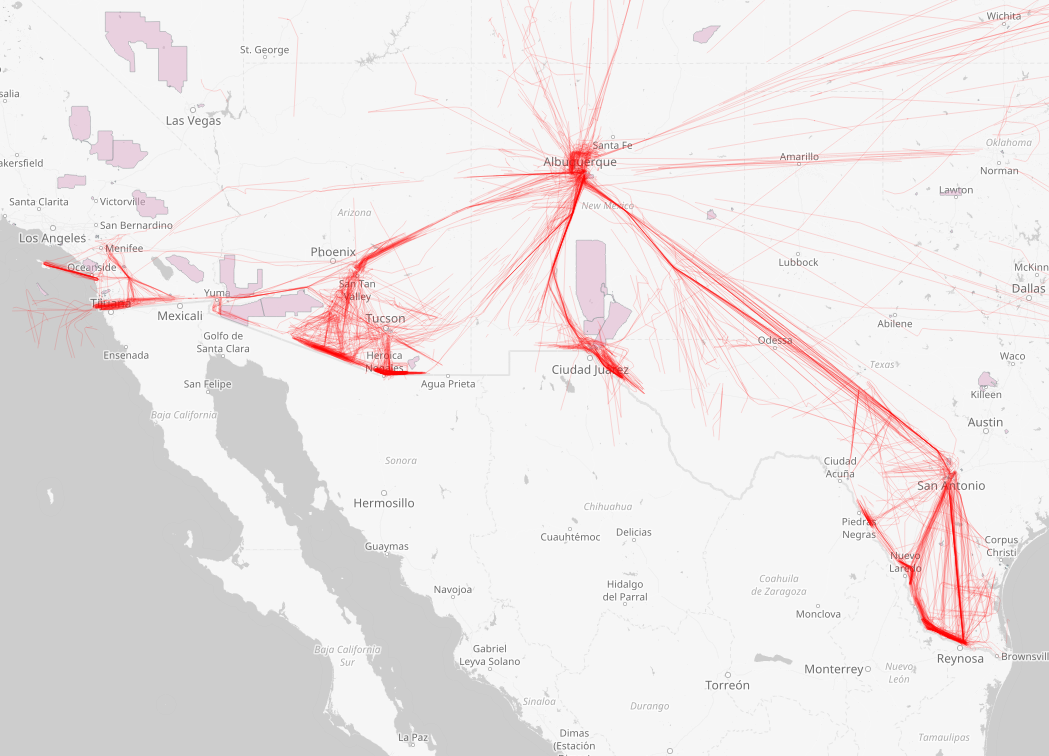 Wichita
St. George
salia
Las Vegas
Santa Fe
Oklahoma
akersfield
Albuquerque
Amarillo
Norman
Santa Clarita
Victorville
Lawton
San Bernardino
Arizona
New Mexico
Los Angeles
Menifee
Phoenix
Oceanside
Lubbock
McKinn
San Tan
Valley
Dallas
Yuma
Tijuana
Mexicali
Tucson
Abilene
Golfo de
Santa Clara
Odessa
Ensenada
Heroica
Nogales
Waco
Ciudad Juárez
Texas
San Felipe
Agua Prieta
Killeen
Baja California
Austin
Sonora
Ciudad
Acuña
San Antonio
Hermosillo
Chihuahua
Piedras
Negras
Cuauhtémoc
Delicias
Corpus
Christi
Guaymas
Nuevo
Laredo
Navojoa
Hidalgo
del Parral
Coahuila
de Zaragoza
Monclova
Baja California
Sur
Gabriel
Leyva Solano
Reynosa
Brownsvill
Monterrey
Nuevo
León
Torreón
Sinaloa
Durango
La Paz
Dimas
(Estación
Tamaulipas